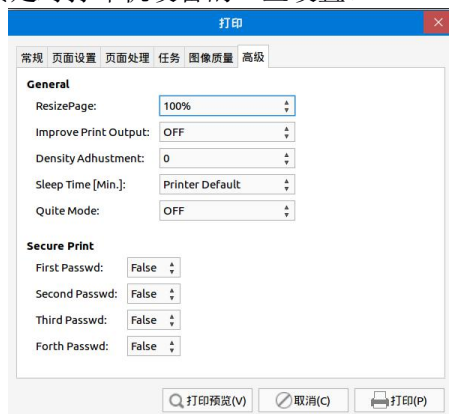 打印
常规 页面设置 页面处理 任务 图像质量 高级
General
ResizePage: 100%
Improve Print Output: OFF
Density Adhustment: 0
Sleep Time [Min.]: Printer Default
Quite Mode: OFF
Secure Print
First Passwd: False
Second Passwd: False
Third Passwd: False
Forth Passwd: False
打印预览(V) 取消(C) 打印(P)